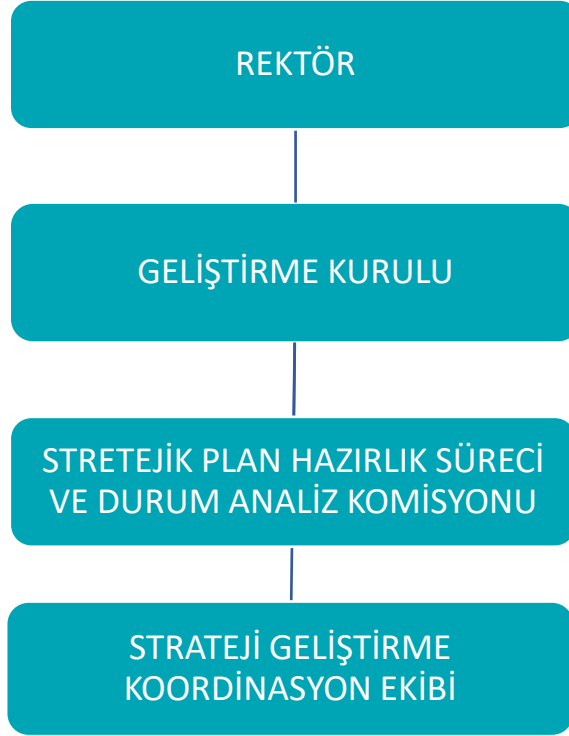 REKTÖR
GELİŞTİRME KURULU
STRETEJİK PLAN HAZIRLIK SÜRECİ
VE DURUM ANALİZ KOMİSYONU
STRATEJİ GELİŞTİRME
KOORDİNASYON EKİBİ